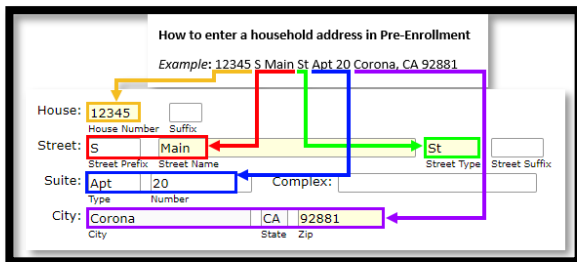 How to enter a household address in Pre-Enrollment
Example: 12345 S Main St Apt 20 Corona, CA 92881
House: 12345
House Number Suffix
Street: S Main St
Street Prefix Street Name Street Type Street Suffix
Suite: Apt 20 Complex:
Type Number
City: Corona CA 92881
City State Zip